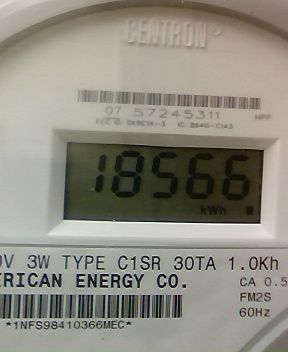 CENTRON®
07 57245311
HPP
18566
kWh
V 3W TYPE C1SR 30TA 1.0Kh
ERICAN ENERGY CO.
CA 0.5
FM2S
60Hz
*1NFS98410366MEC*